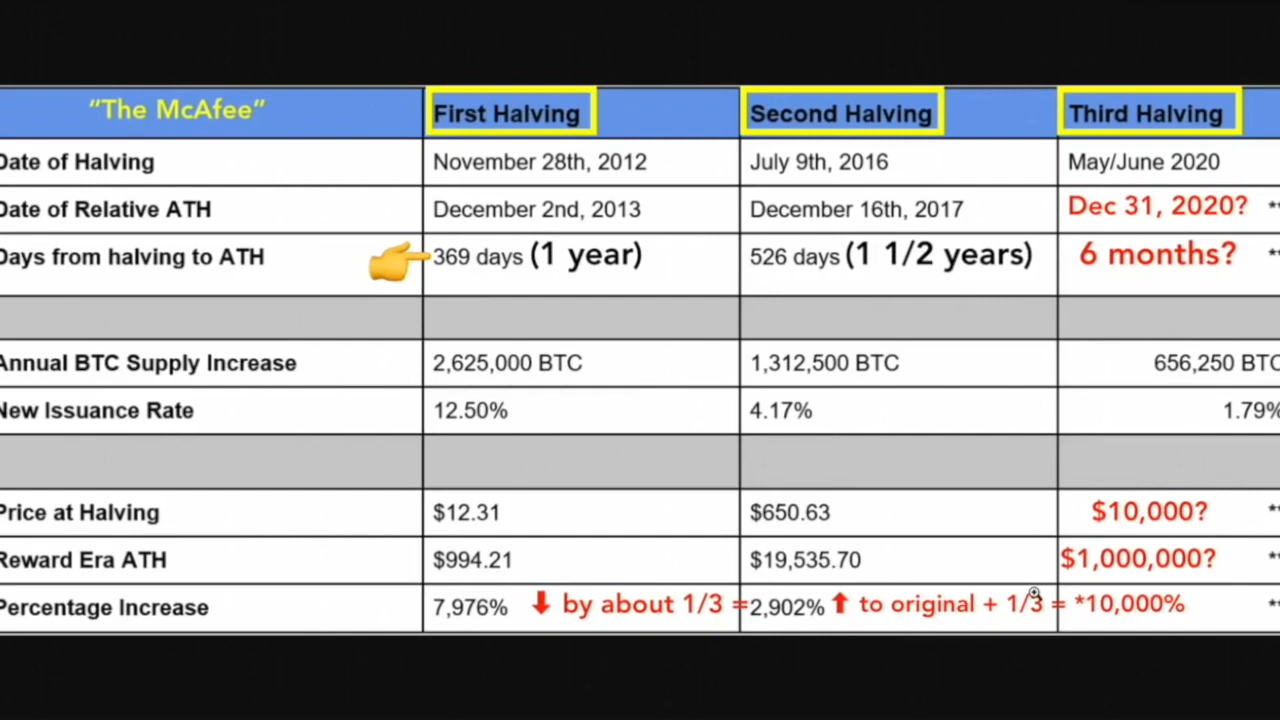 “The McAfee” First Halving Second Halving Third Halving
Date of Halving November 28th, 2012 July 9th, 2016 May/June 2020
Date of Relative ATH December 2nd, 2013 December 16th, 2017 Dec 31, 2020? **
Days from halving to ATH 369 days (1 year) 526 days (1 1/2 years) 6 months? **
Annual BTC Supply Increase 2,625,000 BTC 1,312,500 BTC 656,250 BTC
New Issuance Rate 12.50% 4.17% 1.79%
Price at Halving $12.31 $650.63 $10,000? **
Reward Era ATH $994.21 $19,535.70 $1,000,000? **
Percentage Increase 7,976% by about 1/3 = 2,902% to original + 1/3 = *10,000% **